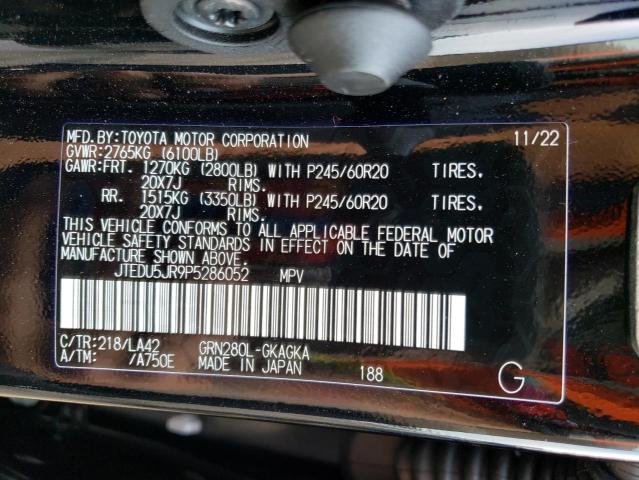 MFD.BY:TOYOTA MOTOR CORPORATION 11/22
GVWR:2765KG (6100LB)
GAWR:FRT. 1270KG (2800LB) WITH P245/60R20 TIRES.
20X7J RIMS.
RR. 1515KG (3350LB) WITH P245/60R20 TIRES.
20X7J RIMS.
THIS VEHICLE CONFORMS TO ALL APPLICABLE FEDERAL MOTOR
VEHICLE SAFETY STANDARDS IN EFFECT ON THE DATE OF
MANUFACTURE SHOWN ABOVE.
JTEDU5JR9P5286052 MPV
C/TR:218/LA42 GRN280L-GKAGKA
A/TM: /A750E MADE IN JAPAN 188 G